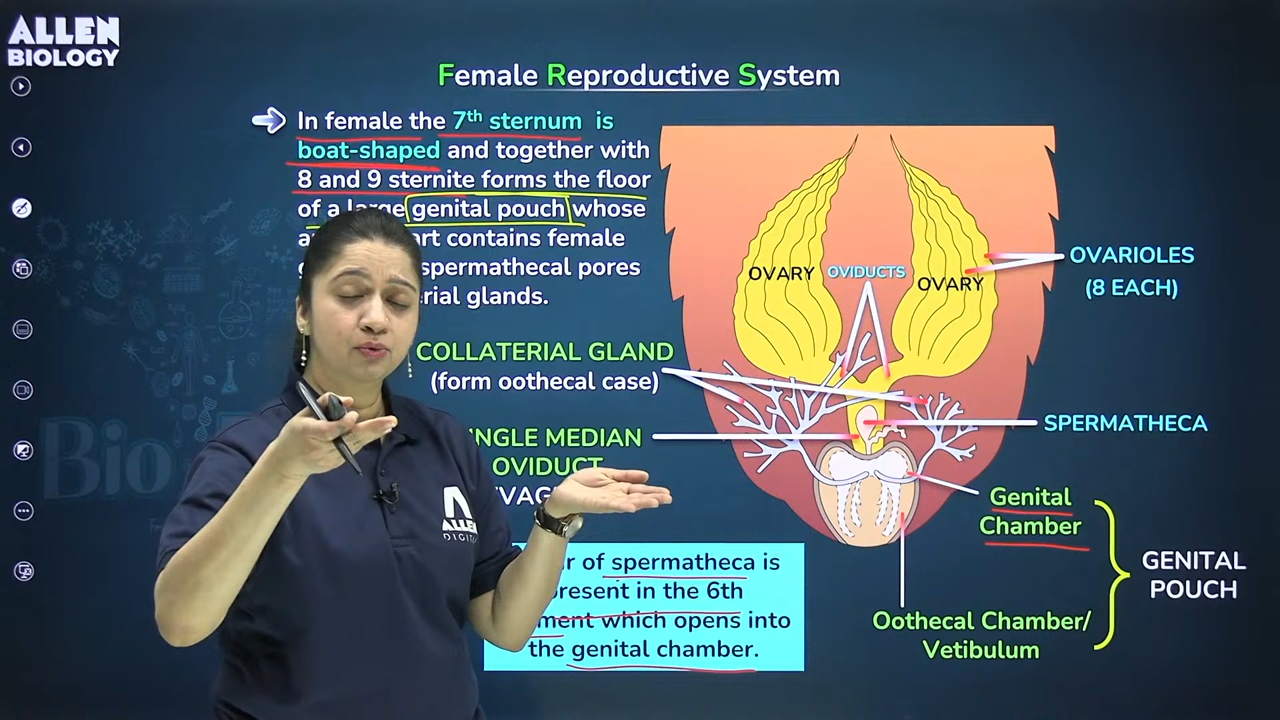 ALLEN
BIOLOGY
Female Reproductive System
In female the 7th sternum is
boat-shaped and together with
8 and 9 sternite forms the floor
of a large genital pouch whose
contains female
spermathecal pores
glands.
OVARY
OVIDUCTS
OVARY
OVARIOLES
(8 EACH)
COLLATERIAL GLAND
(form oothecal case)
SPERMATHECA
MEDIAN
OVIDUCT
Genital
Chamber
GENITAL
POUCH
Oothecal Chamber/
Vetibulum
of spermatheca is
present in the 6th
which opens into
the genital chamber.
Bio
ALLEN